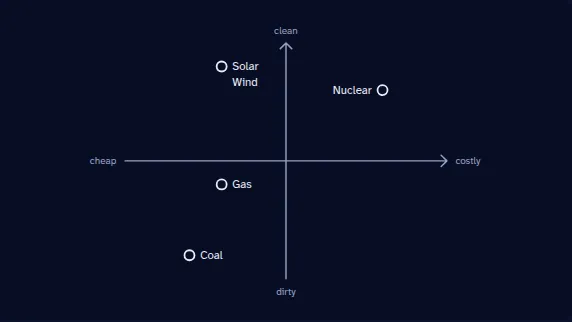 clean
Solar
Wind
Nuclear
cheap
costly
Gas
Coal
dirty